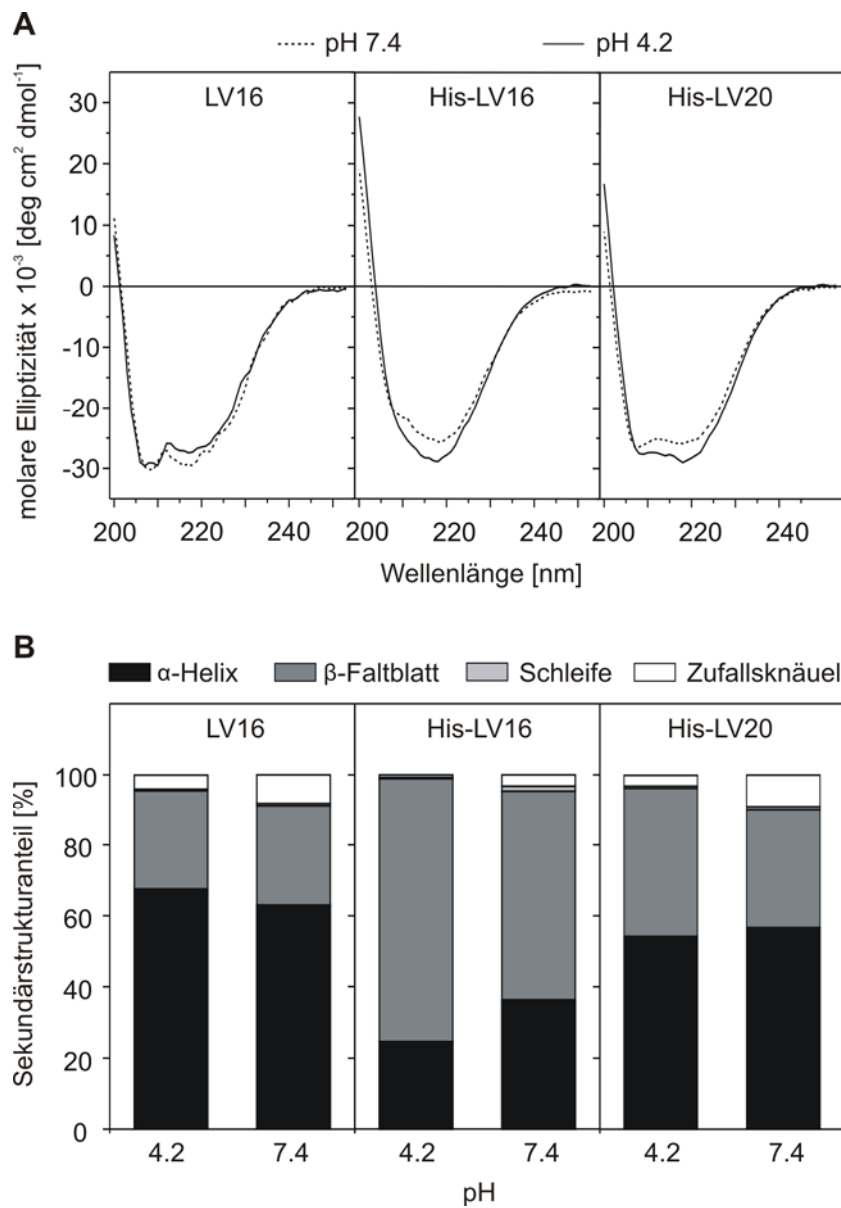 A
pH 7.4 pH 4.2
LV16 His-LV16 His-LV20
molare Elliptizität x 10⁻³ [deg cm² dmol⁻¹]
30
20
10
0
-10
-20
-30
200 220 240 200 220 240 200 220 240
Wellenlänge [nm]
B
α-Helix β-Faltblatt Schleife Zufallsknäuel
LV16 His-LV16 His-LV20
Sekundärstrukturanteil [%]
100
80
60
40
20
0
4.2 7.4 4.2 7.4 4.2 7.4
pH